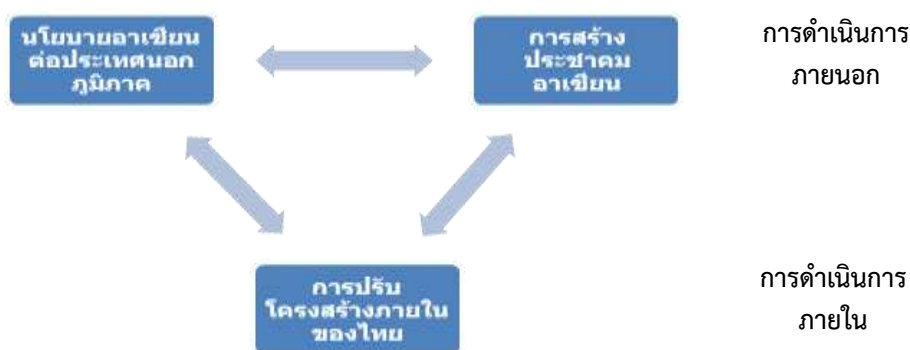 นโยบายอาเซียน
ต่อประเทศนอก
ภูมิภาค
การสร้าง
ประชาคม
อาเซียน
การดำเนินการ
ภายนอก
การปรับ
โครงสร้างภายใน
ของไทย
การดำเนินการ
ภายใน